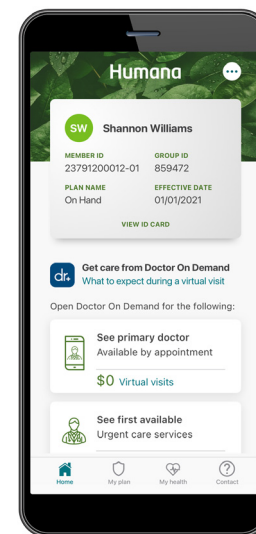 Humana
SW Shannon Williams
MEMBER ID GROUP ID
23791200012-01 859472
PLAN NAME EFFECTIVE DATE
On Hand 01/01/2021
VIEW ID CARD
dr+ Get care from Doctor On Demand
What to expect during a virtual visit
Open Doctor On Demand for the following:
See primary doctor
Available by appointment
$0 Virtual visits
See first available
Urgent care services
Home My plan My health Contact